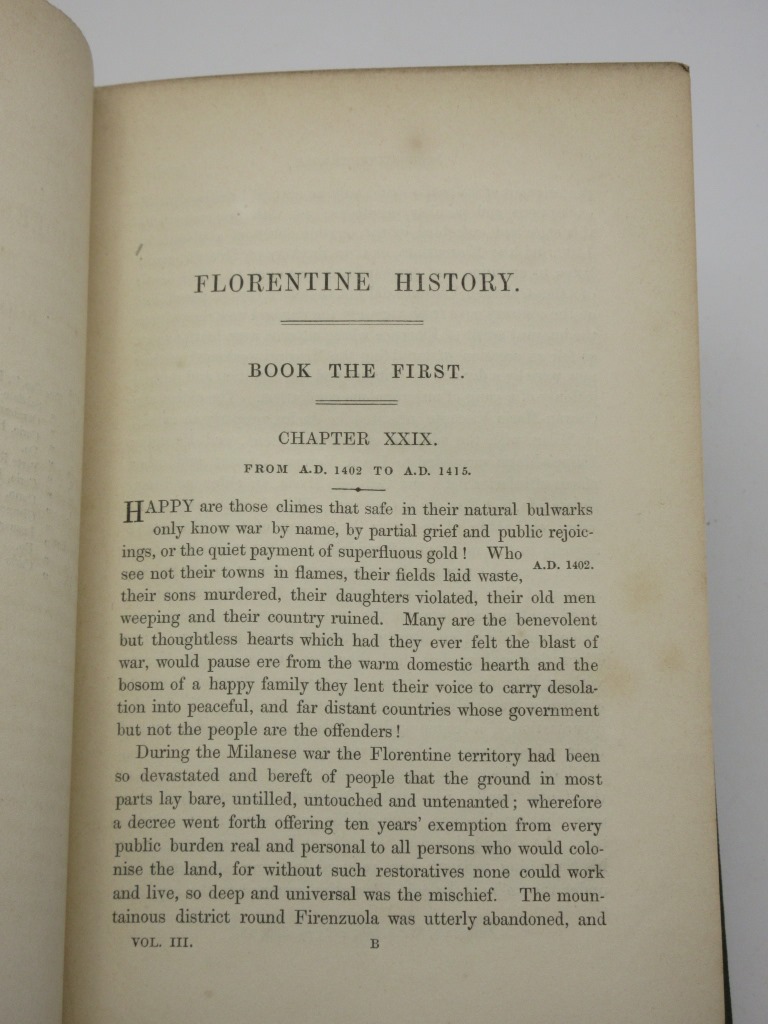 FLORENTINE HISTORY.
BOOK THE FIRST.
CHAPTER XXIX.
FROM A.D. 1402 TO A.D. 1415.
HAPPY are those climes that safe in their natural bulwarks
only know war by name, by partial grief and public rejoic-
ings, or the quiet payment of superfluous gold! Who
A.D. 1402.
see not their towns in flames, their fields laid waste,
their sons murdered, their daughters violated, their old men
weeping and their country ruined. Many are the benevolent
but thoughtless hearts which had they ever felt the blast of
war, would pause ere from the warm domestic hearth and the
bosom of a happy family they lent their voice to carry desola-
tion into peaceful, and far distant countries whose government
but not the people are the offenders!
During the Milanese war the Florentine territory had been
so devastated and bereft of people that the ground in most
parts lay bare, untilled, untouched and untenanted; wherefore
a decree went forth offering ten years' exemption from every
public burden real and personal to all persons who would colo-
nise the land, for without such restoratives none could work
and live, so deep and universal was the mischief. The moun-
tainous district round Firenzuola was utterly abandoned, and
VOL. III. B